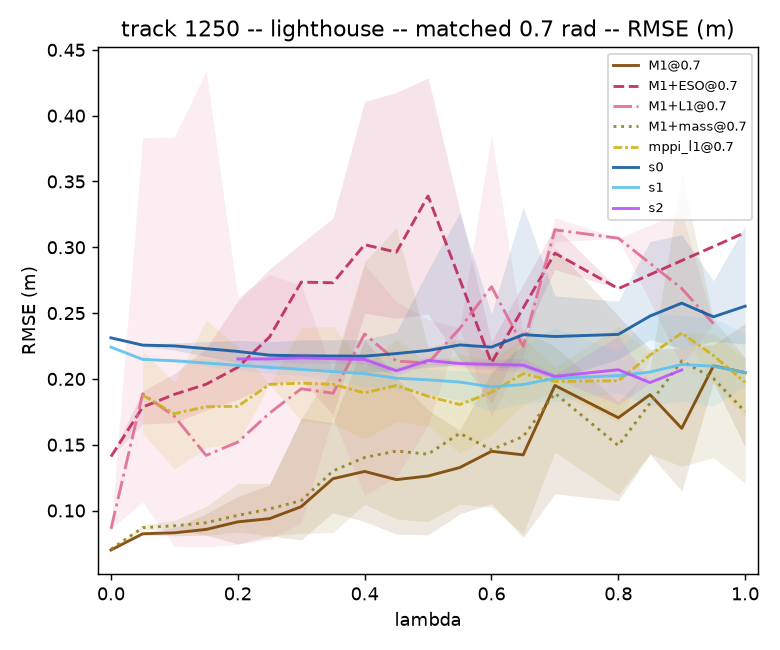 track 1250 -- lighthouse -- matched 0.7 rad -- RMSE (m)
RMSE (m)
0.45
0.40
0.35
0.30
0.25
0.20
0.15
0.10
M1@0.7
M1+ESO@0.7
M1+L1@0.7
M1+mass@0.7
mppi_l1@0.7
s0
s1
s2
0.0 0.2 0.4 0.6 0.8 1.0
lambda